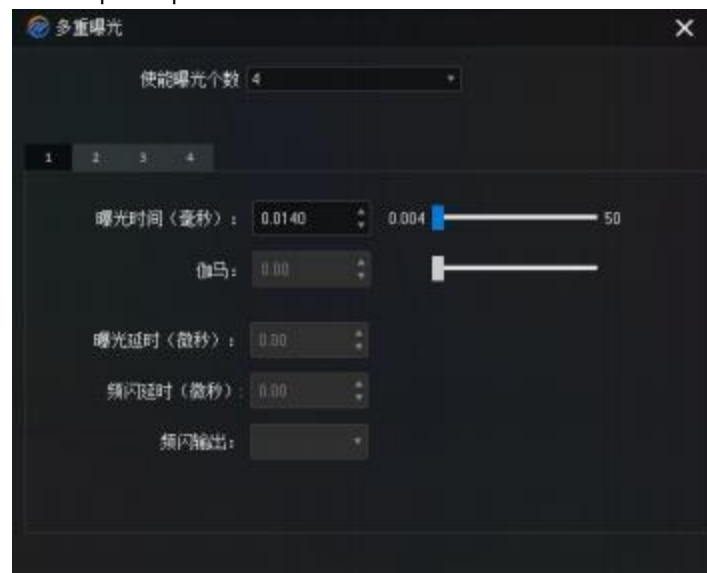 多重曝光
使能曝光个数 4
1 2 3 4
曝光时间（毫秒）： 0.0140 0.004 50
伽马： 0.00
曝光延时（微秒）： 0.00
频闪延时（微秒）： 0.00
频闪输出：